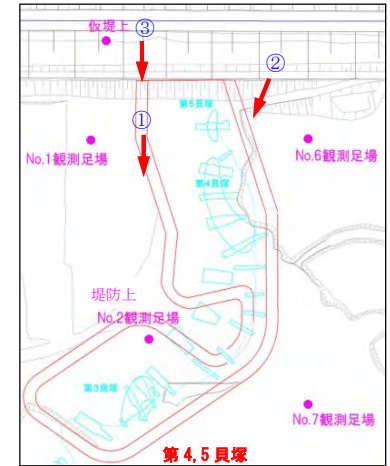 仮堤上
③
②
第5貝塚
①
No.1観測足場
No.6観測足場
第4貝塚
堤防上
No.2観測足場
第3貝塚
No.7観測足場
第 4, 5 貝塚